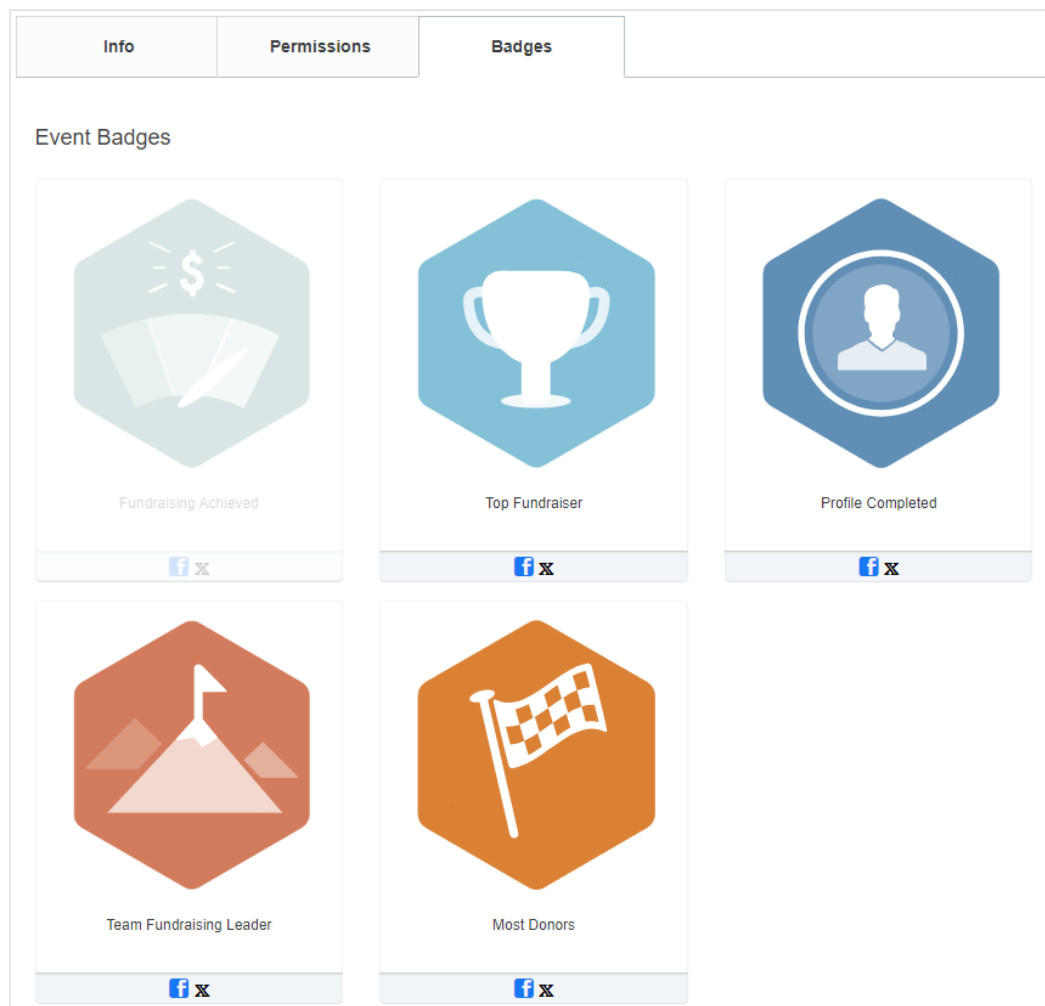 Info Permissions Badges
Event Badges
$
Fundraising Achieved
Top Fundraiser
Profile Completed
f X
f X
f X
Team Fundraising Leader
Most Donors
f X
f X